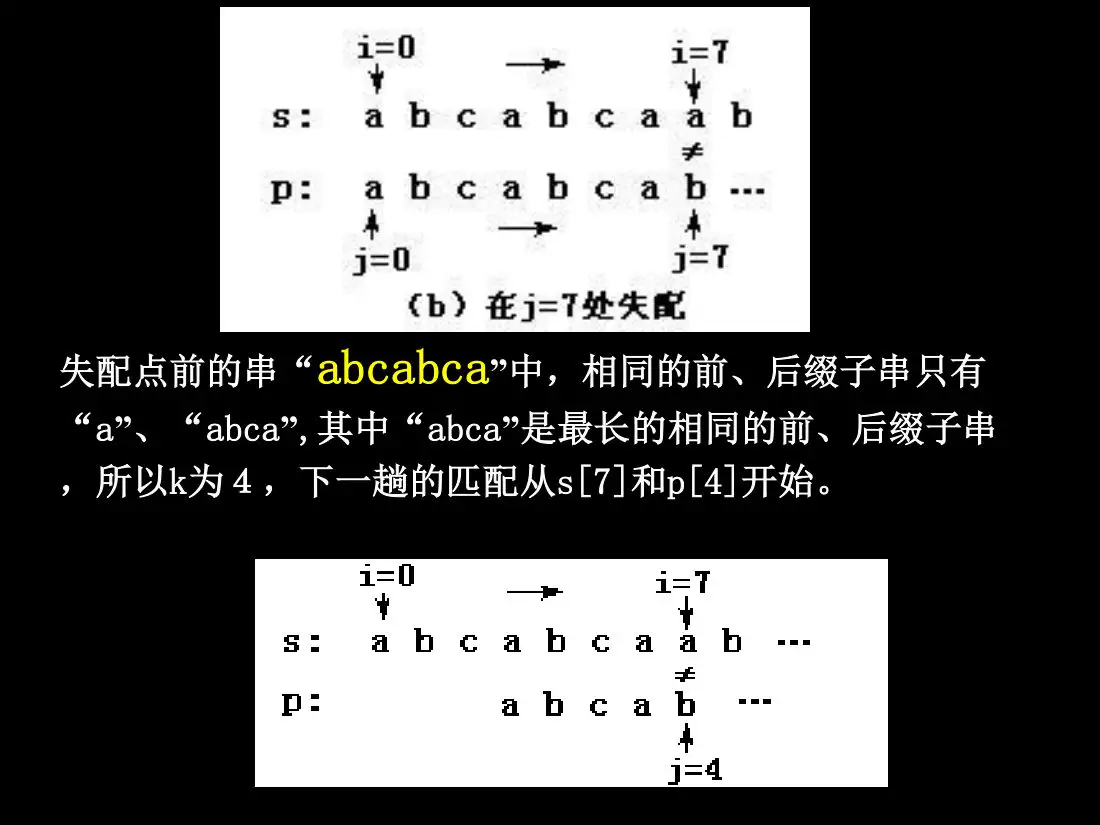 i=0 i=7
s: a b c a b c a a b
≠
p: a b c a b c a b …
j=0 j=7
(b)在j=7处失配
失配点前的串“abcabca”中，相同的前、后缀子串只有
“a”、“abca”,其中“abca”是最长的相同的前、后缀子串
，所以k为４，下一趟的匹配从s[7]和p[4]开始。
i=0 i=7
s: a b c a b c a a b …
≠
p: a b c a b …
j=4